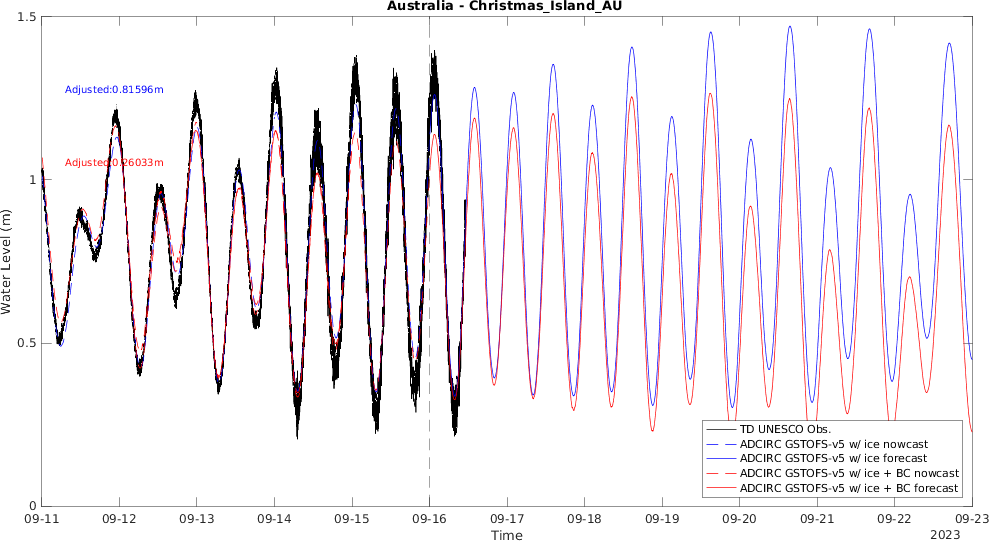 Australia - Christmas_Island_AU
1.5
Adjusted:0.81596m
Adjusted:0.26033m
1
Water Level (m)
0.5
TD UNESCO Obs.
ADCIRC GSTOFS-v5 w/ ice nowcast
ADCIRC GSTOFS-v5 w/ ice forecast
ADCIRC GSTOFS-v5 w/ ice + BC nowcast
ADCIRC GSTOFS-v5 w/ ice + BC forecast
0
09-11 09-12 09-13 09-14 09-15 09-16 09-17 09-18 09-19 09-20 09-21 09-22 09-23
Time
2023